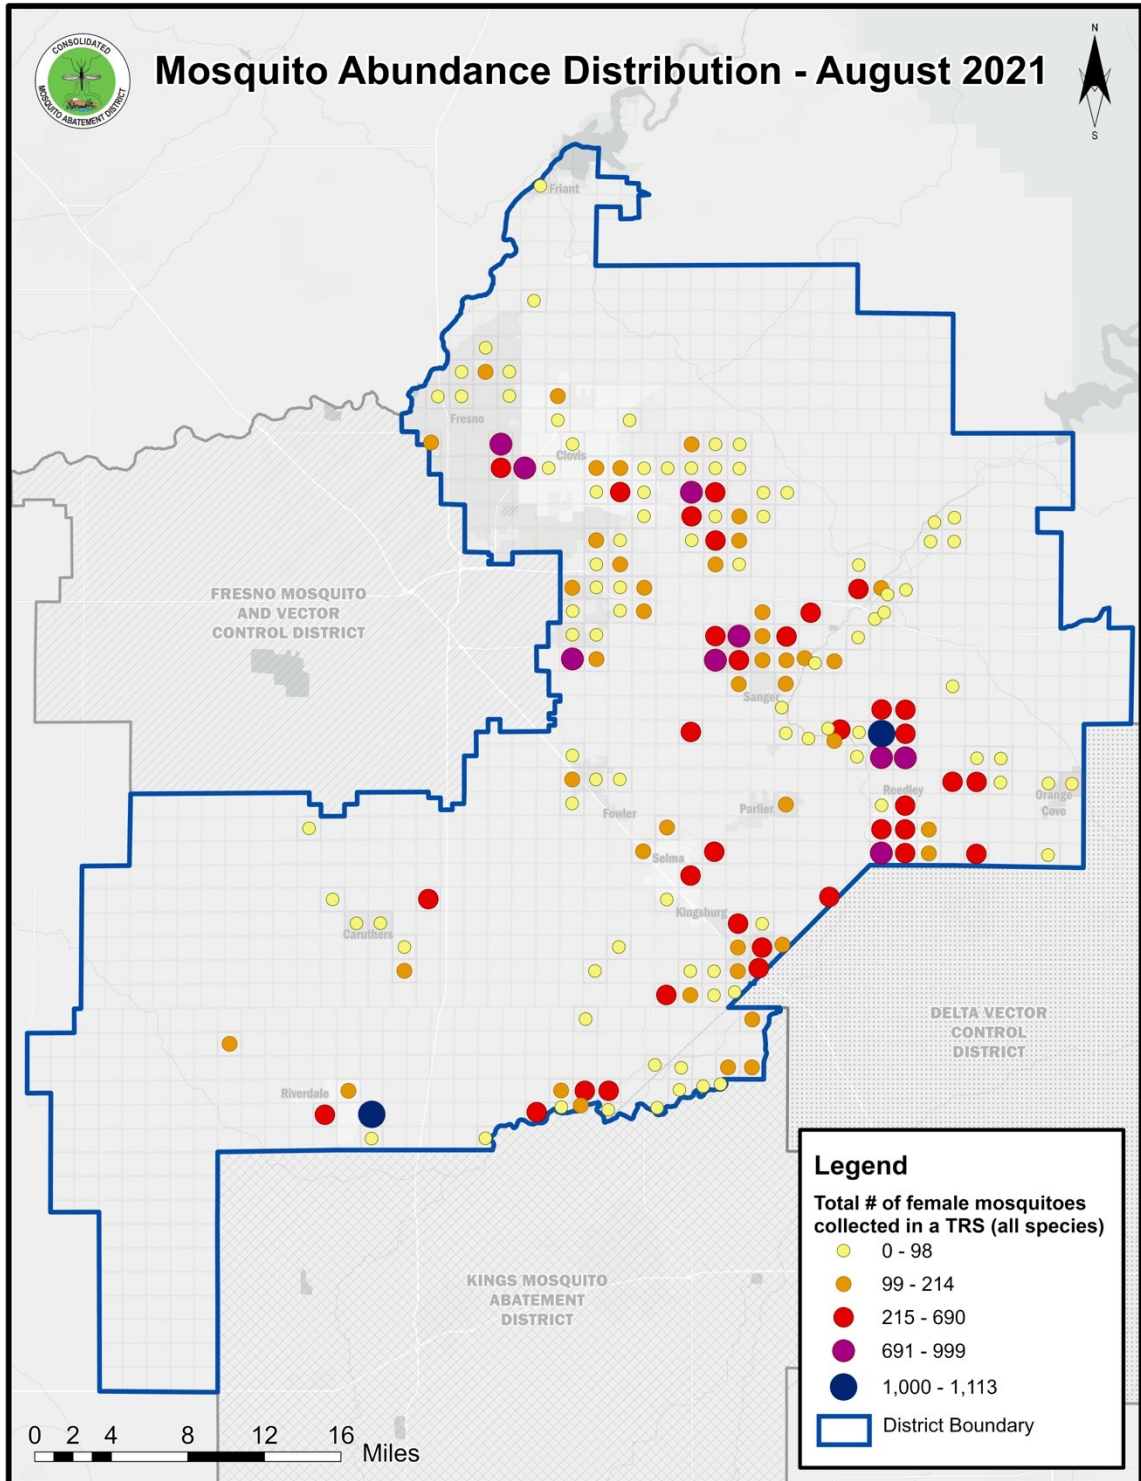 CONSOLIDATED
MOSQUITO ABATEMENT DISTRICT
Mosquito Abundance Distribution - August 2021
N
S
Friant
Fresno
Clovis
FRESNO MOSQUITO
AND VECTOR
CONTROL DISTRICT
Sanger
Reedley
Orange
Cove
Parlier
Fowler
Selma
Kingsburg
Caruthers
DELTA VECTOR
CONTROL
DISTRICT
Riverdale
KINGS MOSQUITO
ABATEMENT
DISTRICT
Legend
Total # of female mosquitoes
collected in a TRS (all species)
0 - 98
99 - 214
215 - 690
691 - 999
1,000 - 1,113
District Boundary
0 2 4 8 12 16
Miles